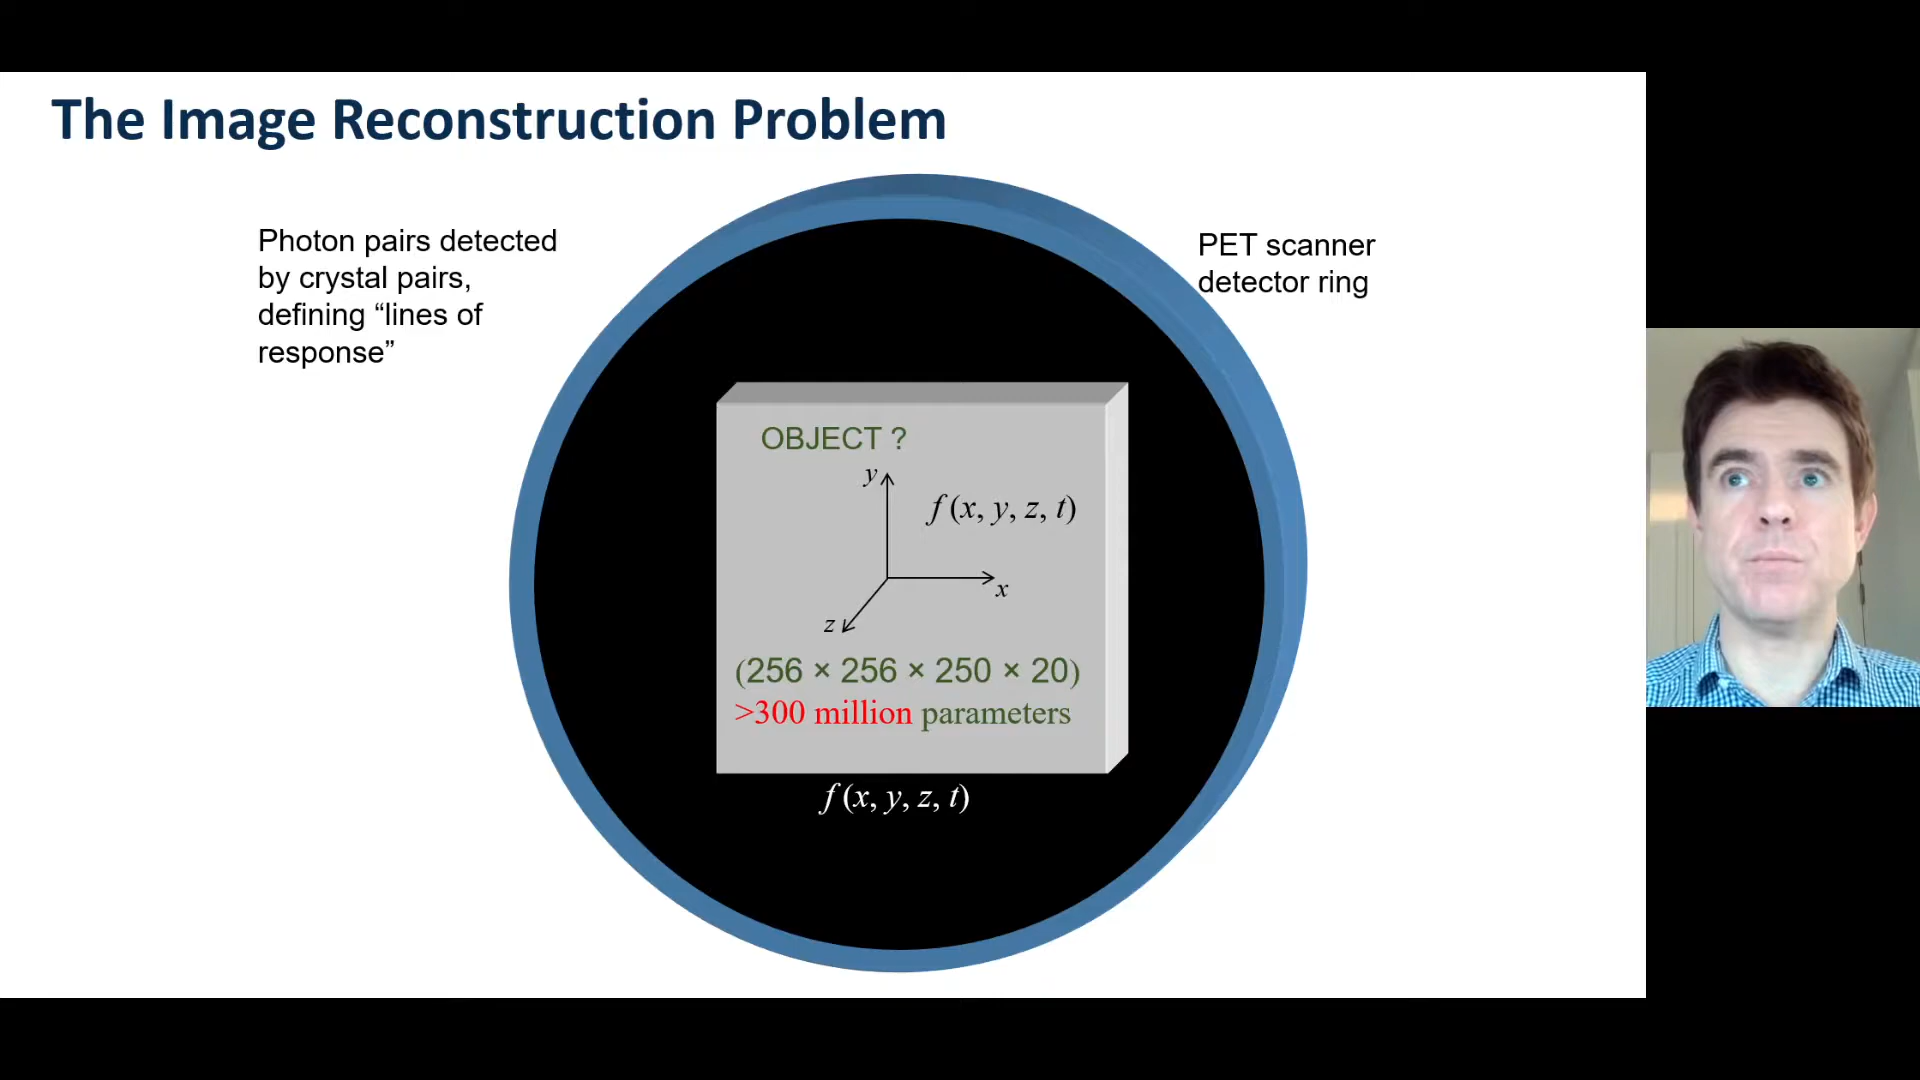 The Image Reconstruction Problem
Photon pairs detected
by crystal pairs,
defining “lines of
response”
PET scanner
detector ring
OBJECT ?
y
f (x, y, z, t)
x
z
(256 × 256 × 250 × 20)
>300 million parameters
f (x, y, z, t)